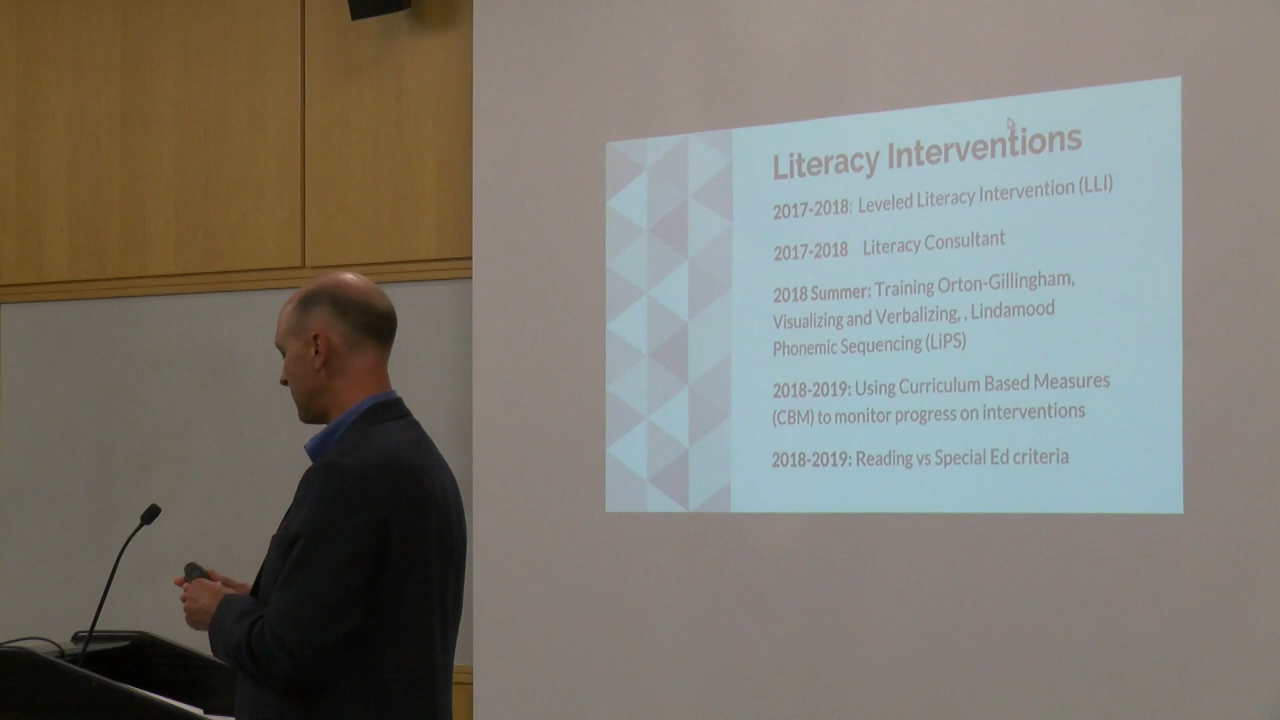 Literacy Interventions
2017-2018: Leveled Literacy Intervention (LLI)
2017-2018 Literacy Consultant
2018 Summer: Training Orton-Gillingham,
Visualizing and Verbalizing, , Lindamood
Phonemic Sequencing (LiPS)
2018-2019: Using Curriculum Based Measures
(CBM) to monitor progress on interventions
2018-2019: Reading vs Special Ed criteria